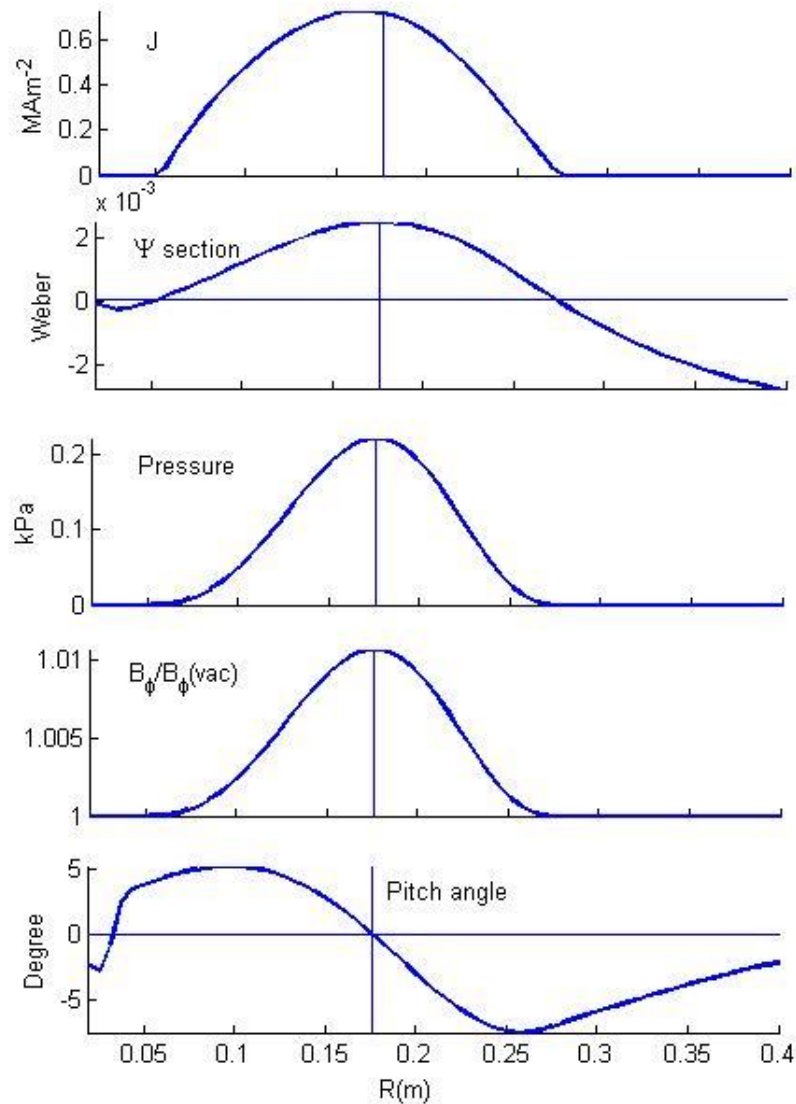 0.6
J
0.4
0.2
0
MAm-2
x 10-3
2
Ψ section
0
-2
Weber
0.2
Pressure
0.1
0
kPa
1.01
Bϕ/Bϕ(vac)
1.005
1
5
Pitch angle
0
-5
Degree
0.05 0.1 0.15 0.2 0.25 0.3 0.35 0.4
R(m)